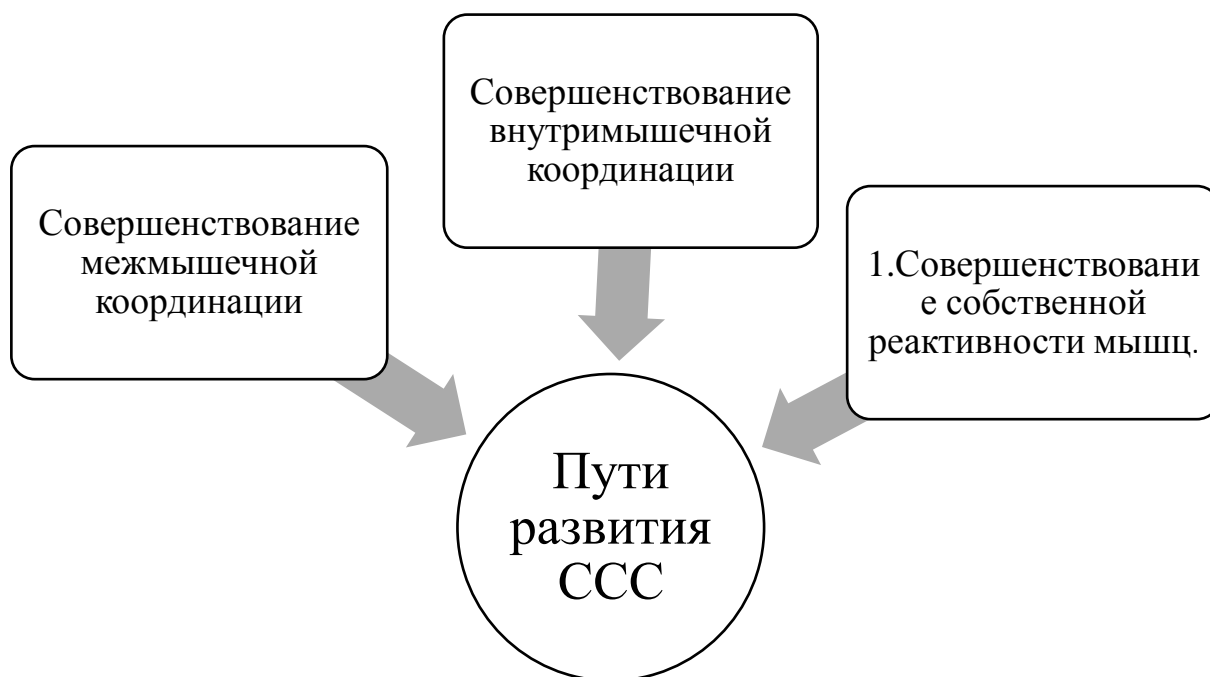 Совершенствование
межмышечной
координации
Совершенствование
внутримышечной
координации
1.Совершенствовани
е собственной
реактивности мышц.
Пути
развития
ССС